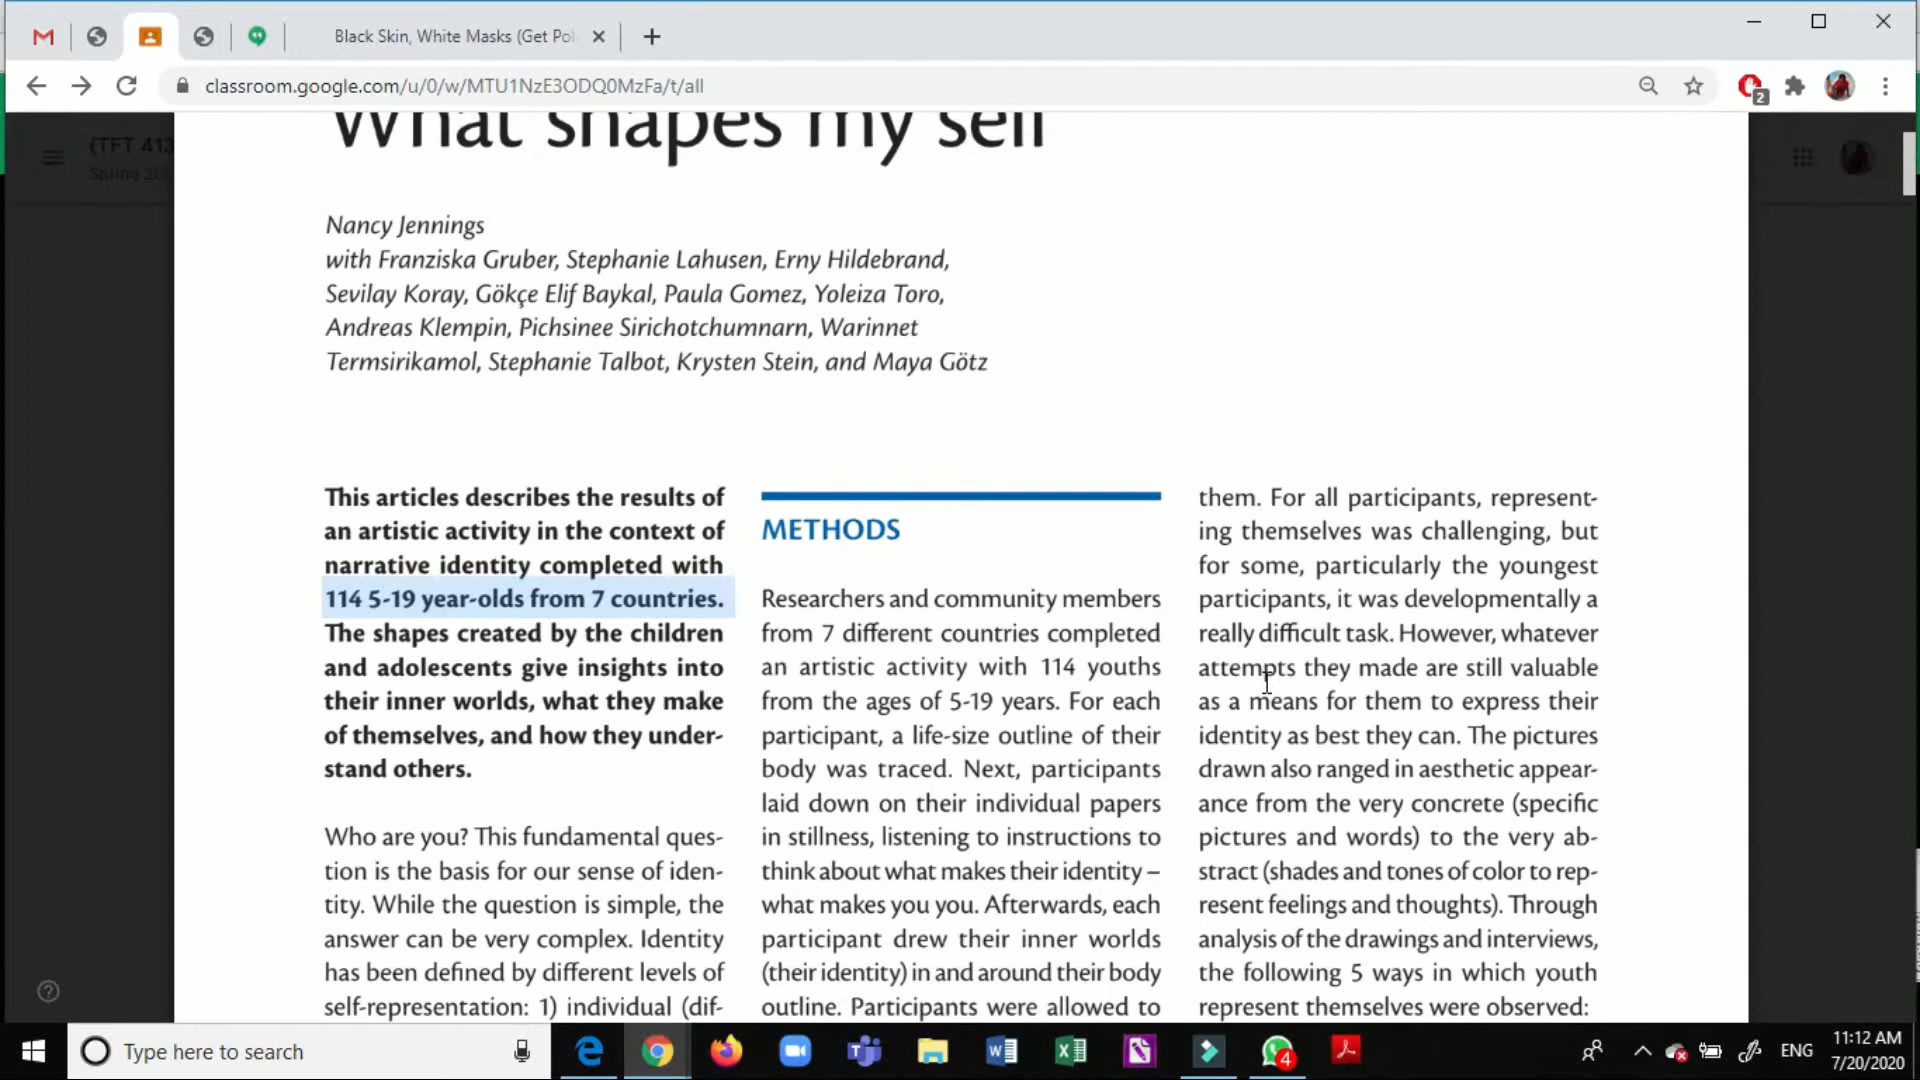 Black Skin, White Masks (Get Pol
classroom.google.com/u/0/w/MTU1NzE3ODQ0MzFa/t/all
2
(TFT 413
Spring 20
What shapes my self
Nancy Jennings
with Franziska Gruber, Stephanie Lahusen, Erny Hildebrand,
Sevilay Koray, Gökçe Elif Baykal, Paula Gomez, Yoleiza Toro,
Andreas Klempin, Pichsinee Sirichotchumnarn, Warinnet
Termsirikamol, Stephanie Talbot, Krysten Stein, and Maya Götz
This articles describes the results of
an artistic activity in the context of
narrative identity completed with
114 5-19 year-olds from 7 countries.
The shapes created by the children
and adolescents give insights into
their inner worlds, what they make
of themselves, and how they under-
stand others.
Who are you? This fundamental ques-
tion is the basis for our sense of iden-
tity. While the question is simple, the
answer can be very complex. Identity
has been defined by different levels of
self-representation: 1) individual (dif-
METHODS
Researchers and community members
from 7 different countries completed
an artistic activity with 114 youths
from the ages of 5-19 years. For each
participant, a life-size outline of their
body was traced. Next, participants
laid down on their individual papers
in stillness, listening to instructions to
think about what makes their identity –
what makes you you. Afterwards, each
participant drew their inner worlds
(their identity) in and around their body
outline. Participants were allowed to
them. For all participants, represent-
ing themselves was challenging, but
for some, particularly the youngest
participants, it was developmentally a
really difficult task. However, whatever
attempts they made are still valuable
as a means for them to express their
identity as best they can. The pictures
drawn also ranged in aesthetic appear-
ance from the very concrete (specific
pictures and words) to the very ab-
stract (shades and tones of color to rep-
resent feelings and thoughts). Through
analysis of the drawings and interviews,
the following 5 ways in which youth
represent themselves were observed:
Type here to search
4
ENG
11:12 AM
7/20/2020